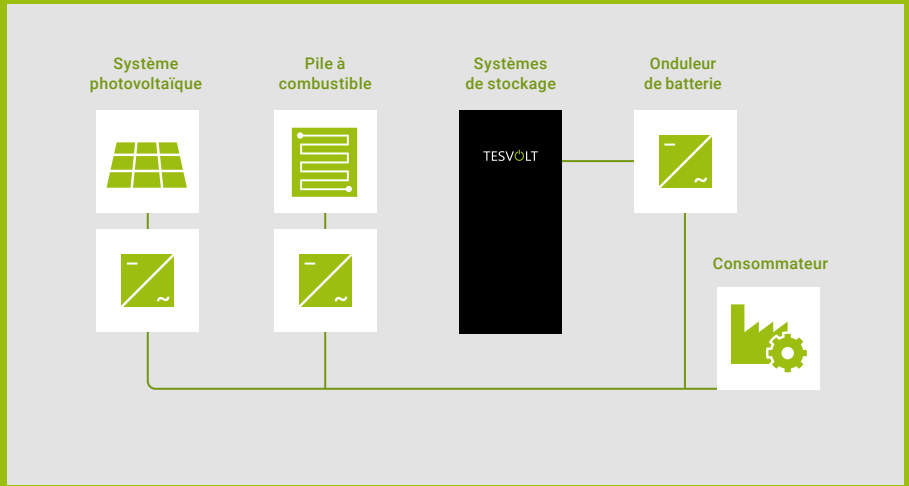 Système
photovoltaïque
Pile à
combustible
Systèmes
de stockage
Onduleur
de batterie
TESVOLT
Consommateur